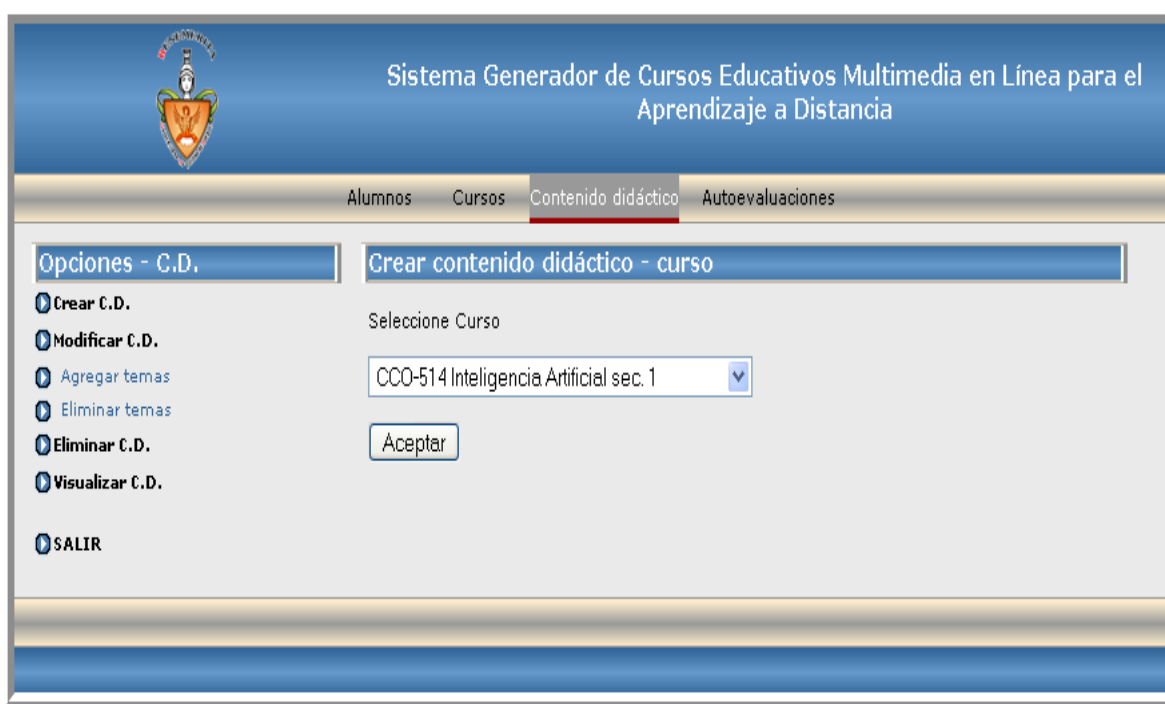 BENEMERITA
Sistema Generador de Cursos Educativos Multimedia en Línea para el
Aprendizaje a Distancia
Alumnos Cursos Contenido didáctico Autoevaluaciones
Opciones - C.D.
Crear C.D.
Modificar C.D.
Agregar temas
Eliminar temas
Eliminar C.D.
Visualizar C.D.
SALIR
Crear contenido didáctico - curso
Seleccione Curso
CCO-514 Inteligencia Artificial sec. 1
Aceptar